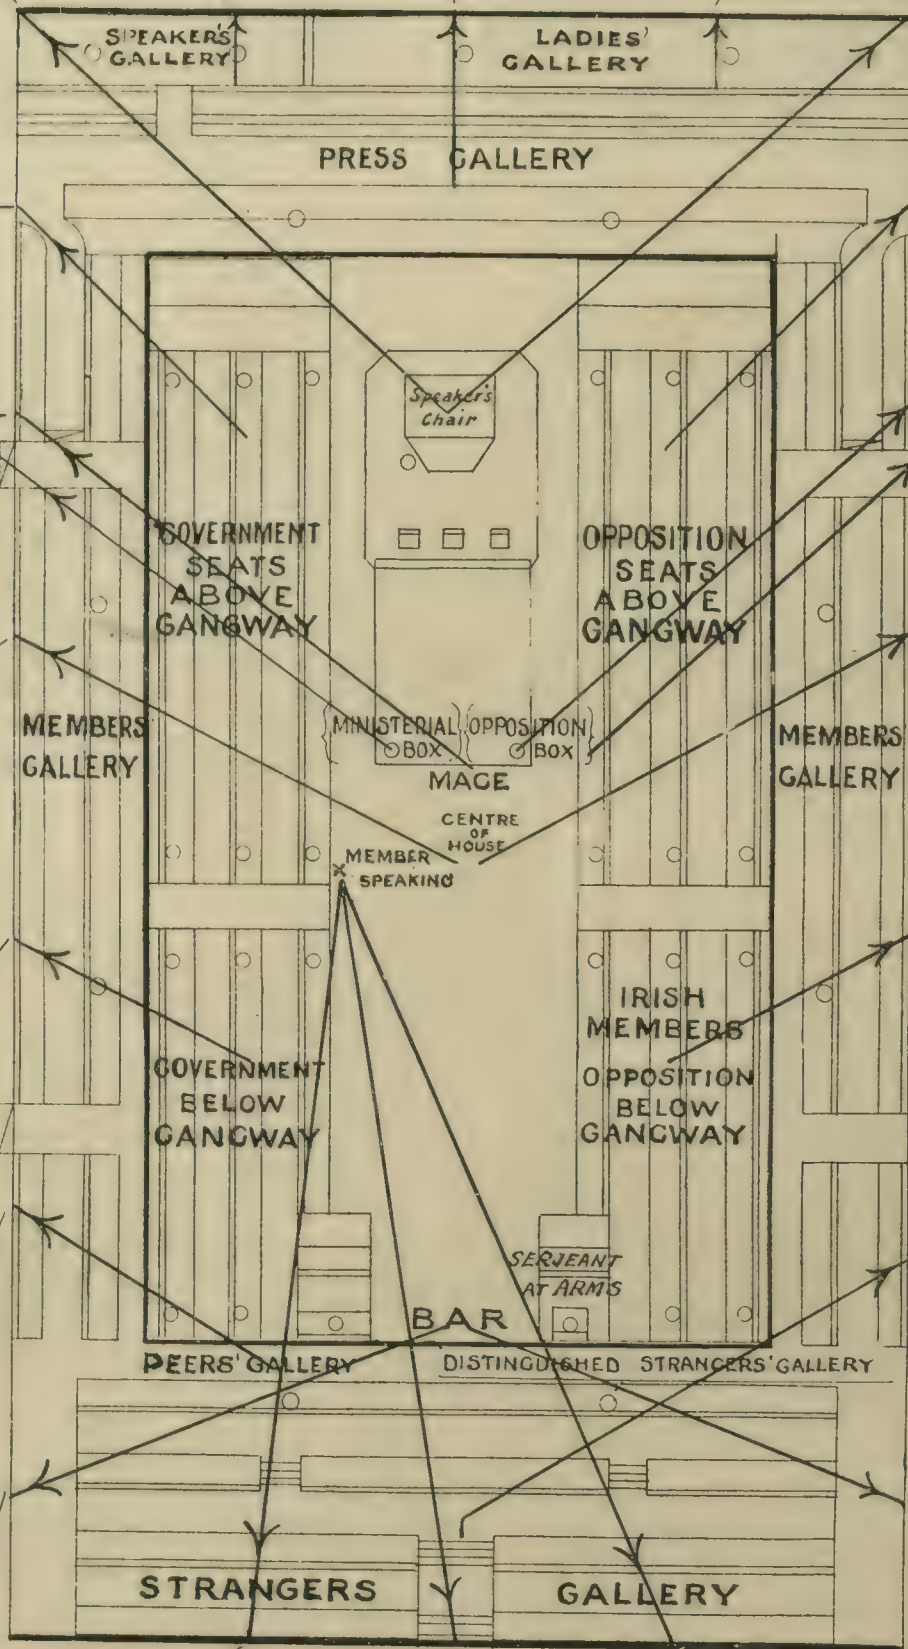 SPEAKER'S
GALLERY
LADIES'
GALLERY
PRESS GALLERY
Speaker's
Chair
GOVERNMENT
SEATS
ABOVE
GANGWAY
OPPOSITION
SEATS
ABOVE
GANGWAY
MEMBERS
GALLERY
MINISTERIAL
BOX
OPPOSITION
BOX
MEMBERS
GALLERY
MACE
CENTRE
OF
HOUSE
MEMBER
SPEAKING
IRISH
MEMBERS
GOVERNMENT
BELOW
GANGWAY
OPPOSITION
BELOW
GANGWAY
SERJEANT
AT ARMS
BAR
PEERS' GALLERY
DISTINGUISHED STRANGERS' GALLERY
STRANGERS GALLERY